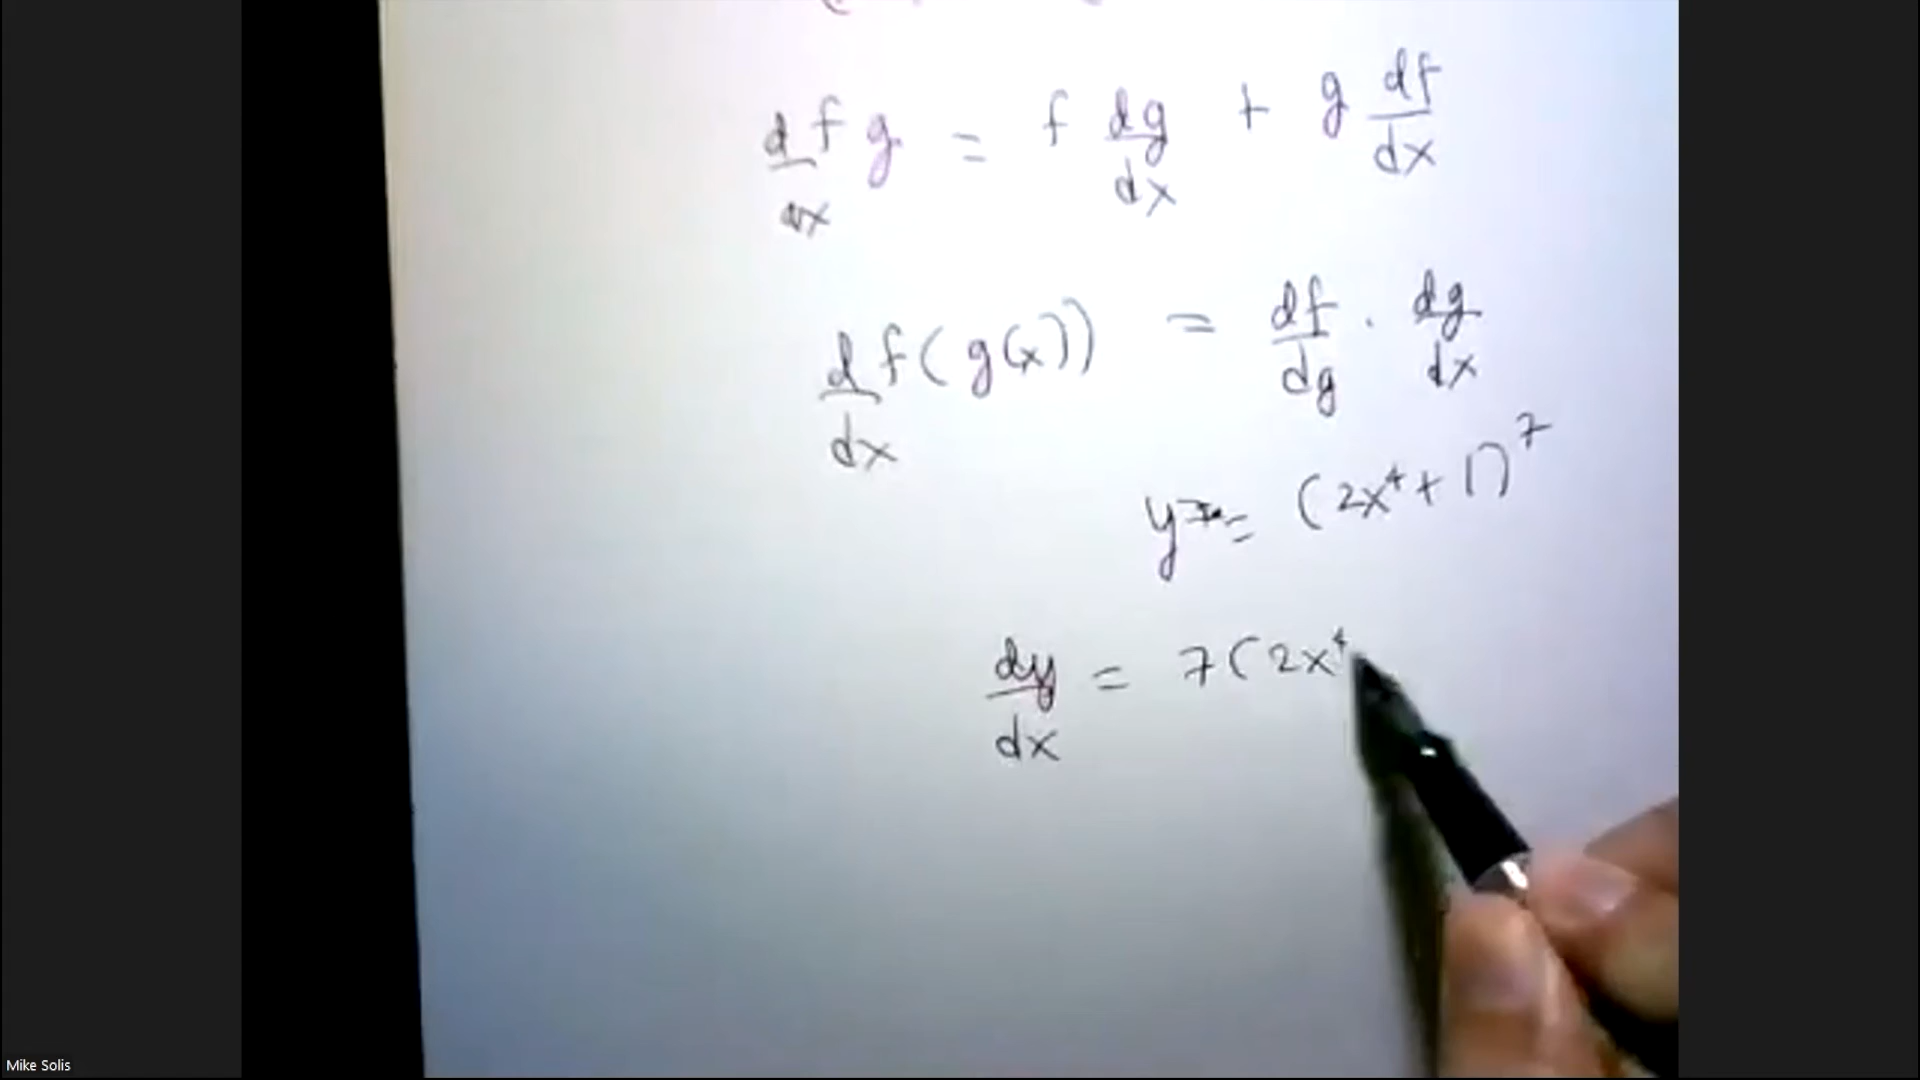 d/dx f g = f dg/dx + g df/dx
d/dx f(g(x)) = df/dg · dg/dx
y = (2x⁴ + 1)⁷
dy/dx = 7(2x⁴
Mike Solis